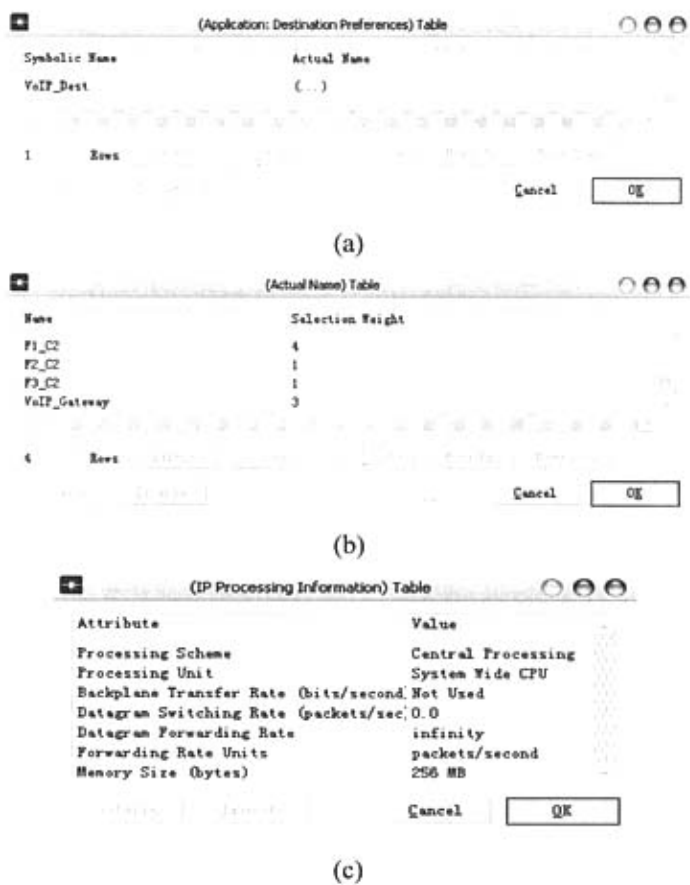 (Application: Destination Preferences) Table
Symbolic Name Actual Name
VoIP_Dest (...)
1 Rows
Cancel OK
(a)
(Actual Name) Table
Name Selection Weight
F1_C2 4
F2_C2 1
F3_C2 1
VoIP_Gateway 3
4 Rows
Cancel OK
(b)
(IP Processing Information) Table
Attribute Value
Processing Scheme Central Processing
Processing Unit System Wide CPU
Backplane Transfer Rate (bits/second) Not Used
Datagram Switching Rate (packets/sec 0.0
Datagram Forwarding Rate infinity
Forwarding Rate Units packets/second
Memory Size (bytes) 256 MB
Cancel OK
(c)